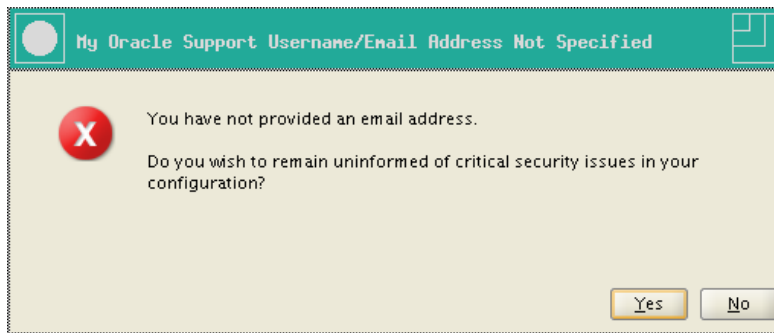 My Oracle Support Username/Email Address Not Specified
You have not provided an email address.
Do you wish to remain uninformed of critical security issues in your
configuration?
Yes No